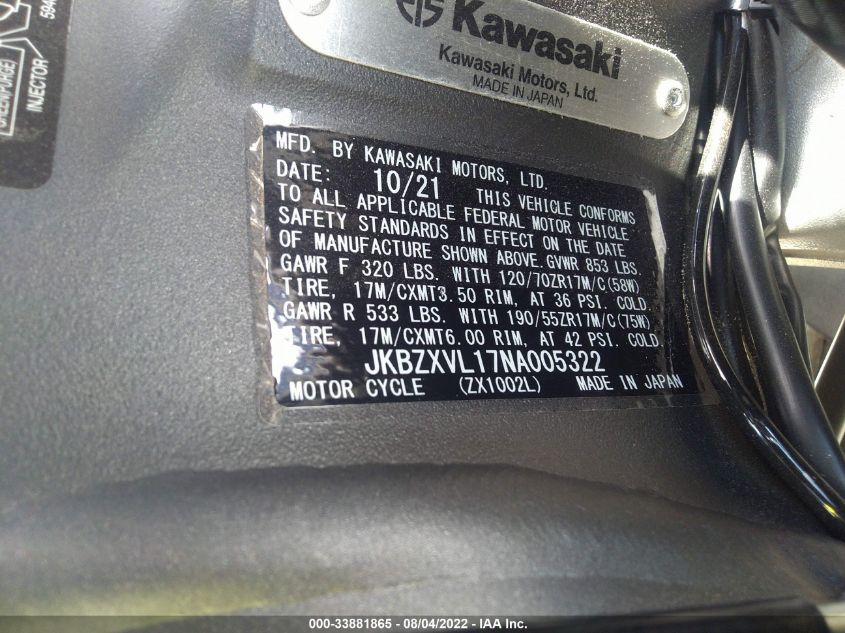 Kawasaki
Kawasaki Motors, Ltd.
MADE IN JAPAN
GREEN(PURGE)
INJECTOR
MFD. BY KAWASAKI MOTORS, LTD.
DATE: 10/21 THIS VEHICLE CONFORMS
TO ALL APPLICABLE FEDERAL MOTOR VEHICLE
SAFETY STANDARDS IN EFFECT ON THE DATE
OF MANUFACTURE SHOWN ABOVE.GVWR 853 LBS.
GAWR F 320 LBS. WITH 120/70ZR17M/C(58W)
TIRE, 17M/CXMT3.50 RIM, AT 36 PSI. COLD.
GAWR R 533 LBS. WITH 190/55ZR17M/C(75W)
TIRE, 17M/CXMT6.00 RIM, AT 42 PSI. COLD
JKBZXVL17NA005322
MOTOR CYCLE (ZX1002L) MADE IN JAPAN
000-33881865 - 08/04/2022 - IAA Inc.